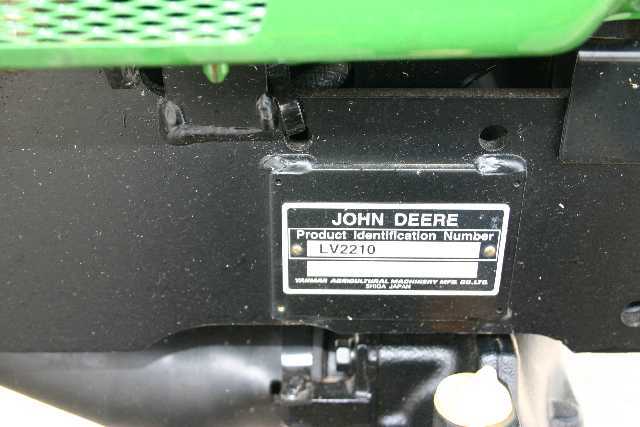 JOHN DEERE
Product Identification Number
LV2210
YANMAR AGRICULTURAL MACHINERY MFG. CO.LTD.
SHIGA JAPAN